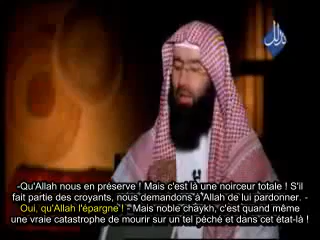 -Qu'Allah nous en préserve ! Mais c'est là une noirceur totale ! S'il
fait partie des croyants, nous demandons à Allah de lui pardonner. -
Oui, qu'Allah l'épargne ! - Mais noble chaykh, c'est quand même
une vraie catastrophe de mourir sur un tel péché et dans cet état-là !